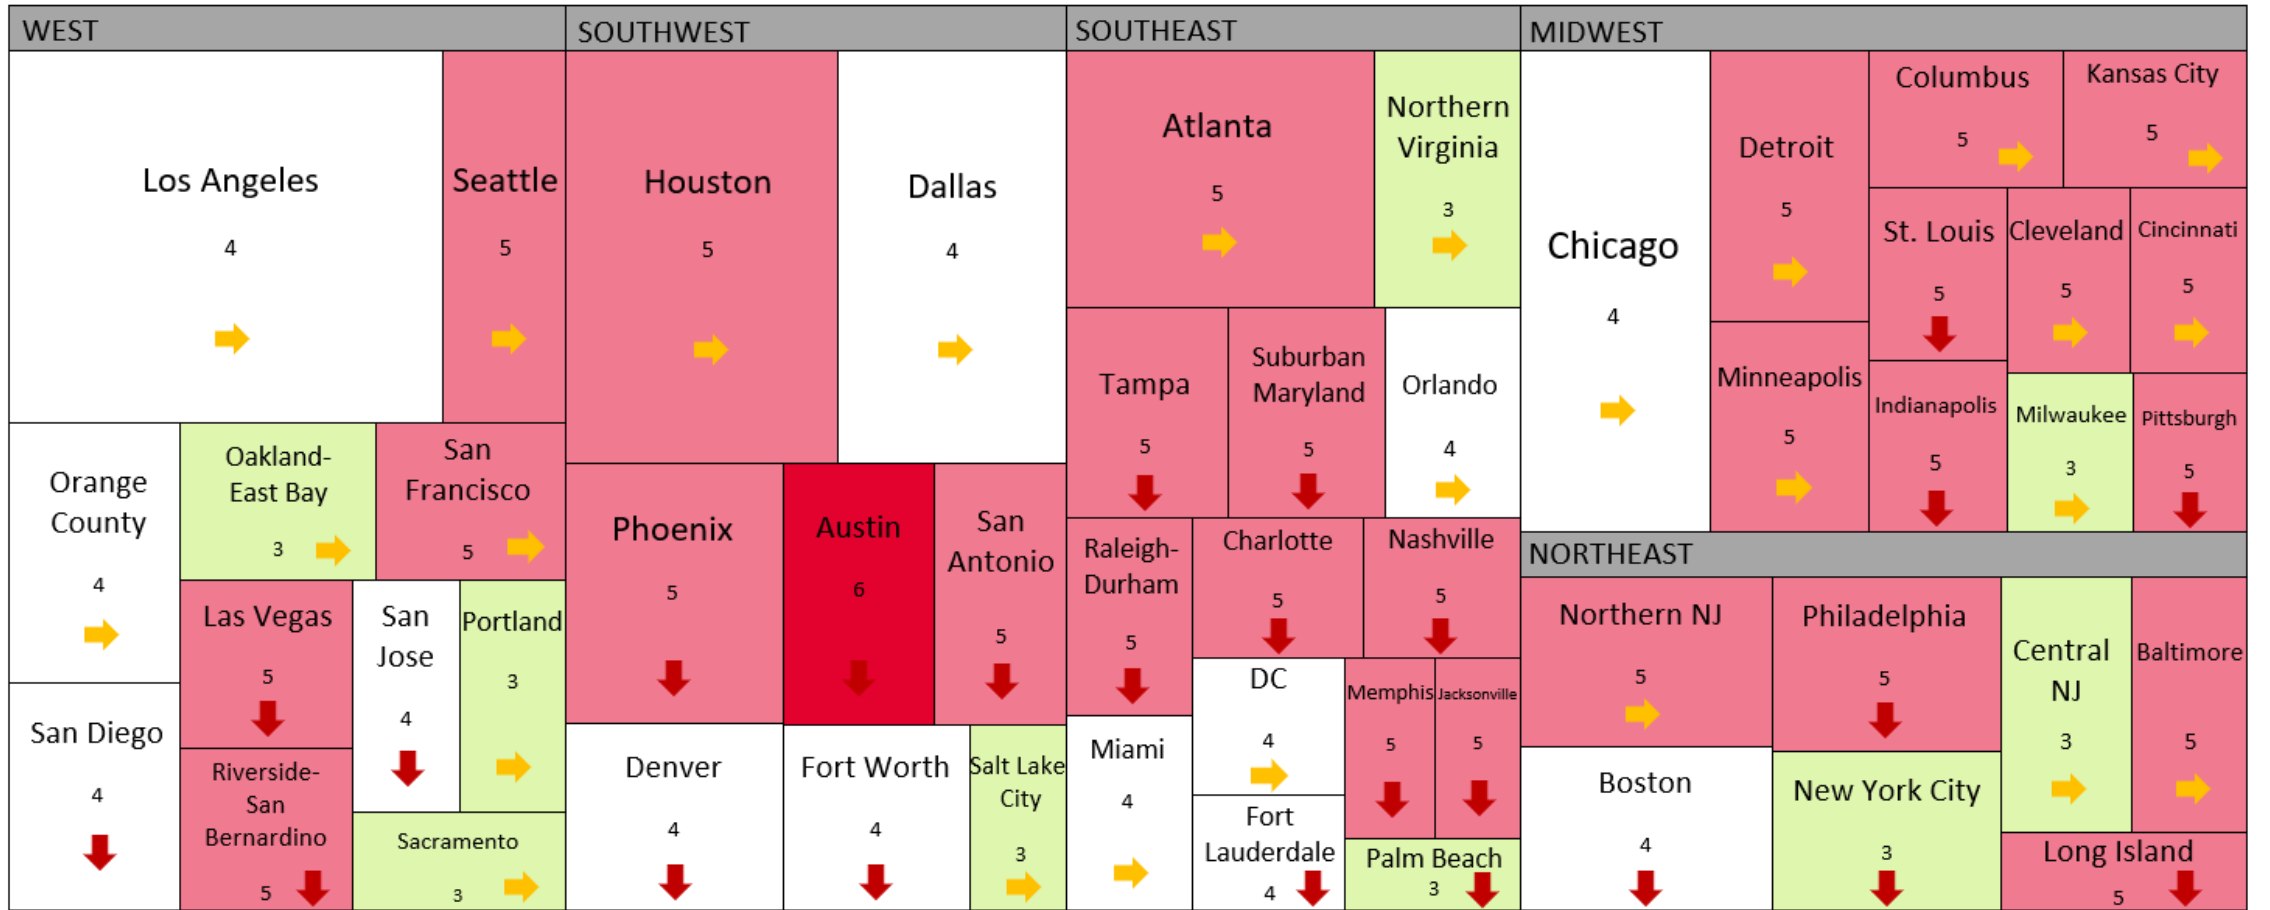 WEST
Los Angeles
4
Seattle
5
Orange
County
4
Oakland-
East Bay
3
San
Francisco
5
Las Vegas
5
San
Jose
4
Portland
3
San Diego
4
Riverside-
San
Bernardino
5
Sacramento
3
SOUTHWEST
Houston
5
Dallas
4
Phoenix
5
Austin
6
San
Antonio
5
Denver
4
Fort Worth
4
Salt Lake
City
3
SOUTHEAST
Atlanta
5
Northern
Virginia
3
Tampa
5
Suburban
Maryland
5
Orlando
4
Raleigh-
Durham
5
Charlotte
5
Nashville
5
Miami
4
DC
4
Memphis
5
Jacksonville
5
Fort
Lauderdale
4
Palm Beach
3
MIDWEST
Chicago
4
Detroit
5
Columbus
5
Kansas City
5
St. Louis
5
Cleveland
5
Cincinnati
5
Minneapolis
5
Indianapolis
5
Milwaukee
3
Pittsburgh
5
NORTHEAST
Northern NJ
5
Philadelphia
5
Central
NJ
3
Baltimore
5
Boston
4
New York City
3
Long Island
5